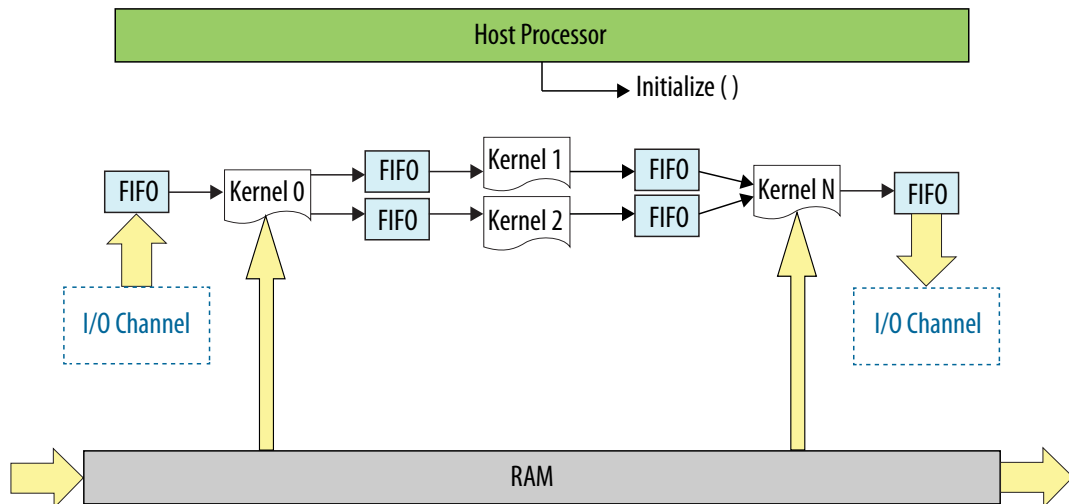 Host Processor
Initialize ( )
FIFO
Kernel 0
FIFO
FIFO
Kernel 1
Kernel 2
FIFO
FIFO
Kernel N
FIFO
I/O Channel
I/O Channel
RAM